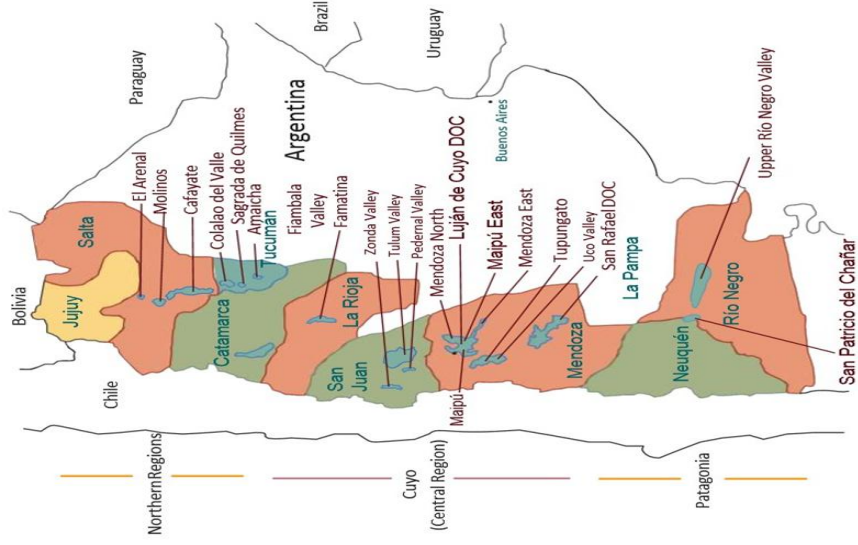 Bolivia
Paraguay
Brazil
Uruguay
Chile
Argentina
Buenos Aires
Jujuy
Salta
Catamarca
Tucumán
La Rioja
San
Juan
Mendoza
La Pampa
Neuquén
Río Negro
El Arenal
Molinos
Cafayate
Colalao del Valle
Sagrada de Quilmes
Amaicha
Fiambala
Valley
Famatina
Zonda Valley
Tulum Valley
Pedernal Valley
Mendoza North
Luján de Cuyo DOC
Maipú East
Mendoza East
Tupungato
Uco Valley
San Rafael DOC
Maipú
Upper Río Negro Valley
San Patricio del Chañar
Northern Regions
Cuyo
(Central Region)
Patagonia